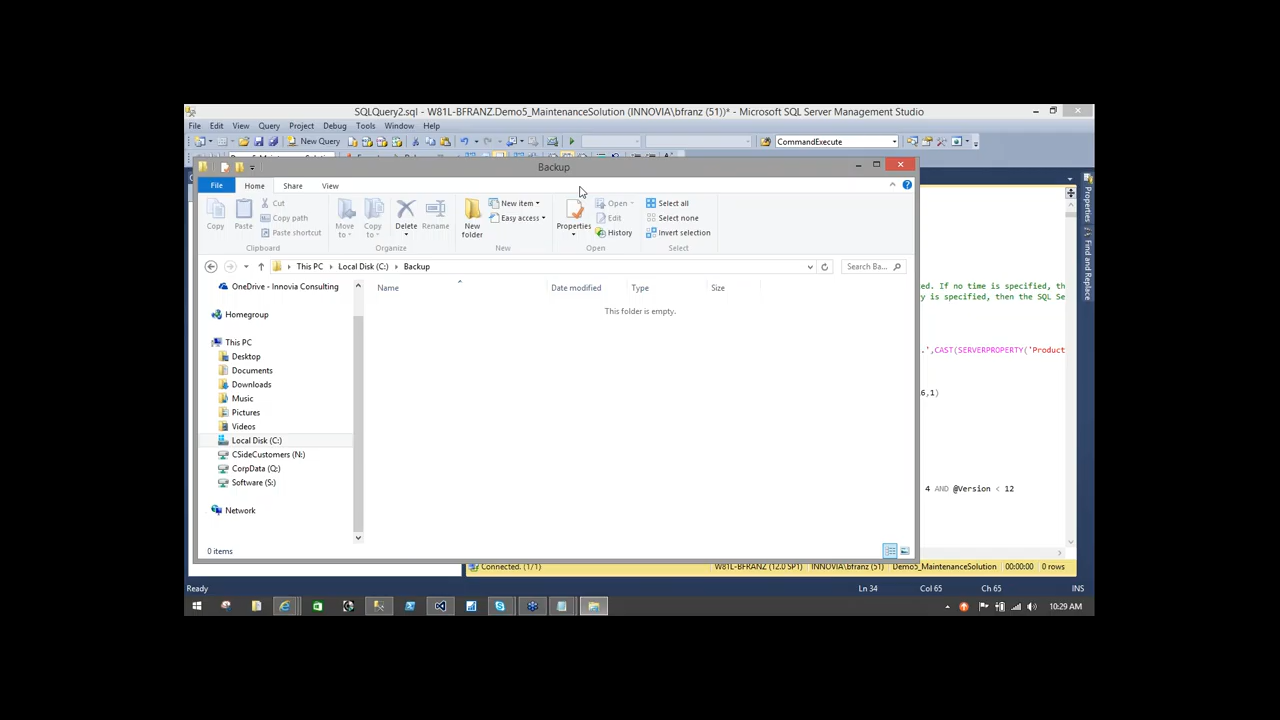 SQLQuery2.sql - W81L-BFRANZ.Demo5_MaintenanceSolution (INNOVIA\bfranz (51))* - Microsoft SQL Server Management Studio
File Edit View Query Project Debug Tools Window Help
New Query CommandExecute
Backup
File Home Share View
Copy Paste Cut Copy path Paste shortcut
Move to Copy to Delete Rename
New folder New item Easy access
Properties Open Edit History
Select all Select none Invert selection
Clipboard Organize New Open Select
This PC Local Disk (C:) Backup Search Ba...
Name Date modified Type Size
This folder is empty.
OneDrive - Innovia Consulting
Homegroup
This PC
Desktop
Documents
Downloads
Music
Pictures
Videos
Local Disk (C:)
CSideCustomers (N:)
CorpData (Q:)
Software (S:)
Network
0 items
Properties
Find and Replace
ed. If no time is specified, th
y is specified, then the SQL Se
.',CAST(SERVERPROPERTY('Product
6,1)
4 AND @Version < 12
Connected. (1/1) W81L-BFRANZ (12.0 SP1) INNOVIA\bfranz (51) Demo5_MaintenanceSolution 00:00:00 0 rows
Ready Ln 34 Col 65 Ch 65 INS
10:29 AM